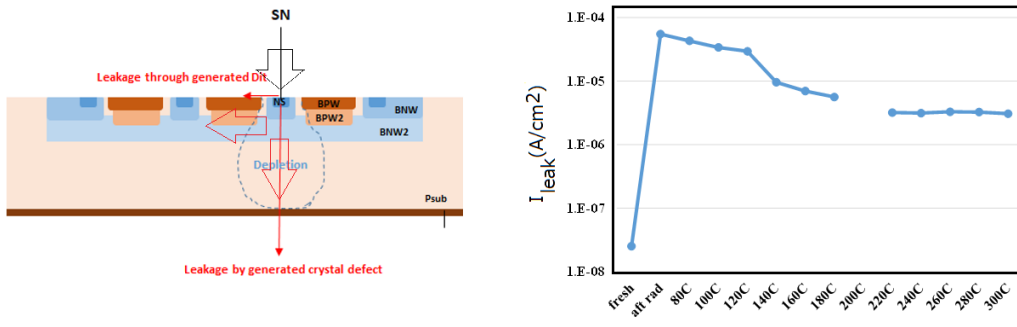 SN
Leakage through generated Dit
NS
BPW
BPW2
BNW
BNW2
Depletion
Psub
Leakage by generated crystal defect
I_leak(A/cm²)
1.E-04
1.E-05
1.E-06
1.E-07
1.E-08
fresh
aft rad
80C
100C
120C
140C
160C
180C
200C
220C
240C
260C
280C
300C